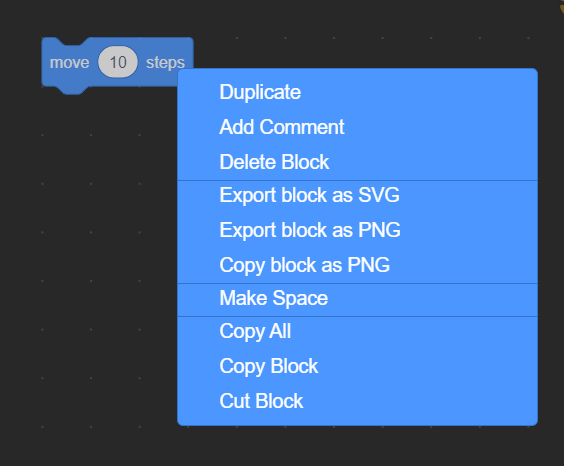 move 10 steps
Duplicate
Add Comment
Delete Block
Export block as SVG
Export block as PNG
Copy block as PNG
Make Space
Copy All
Copy Block
Cut Block